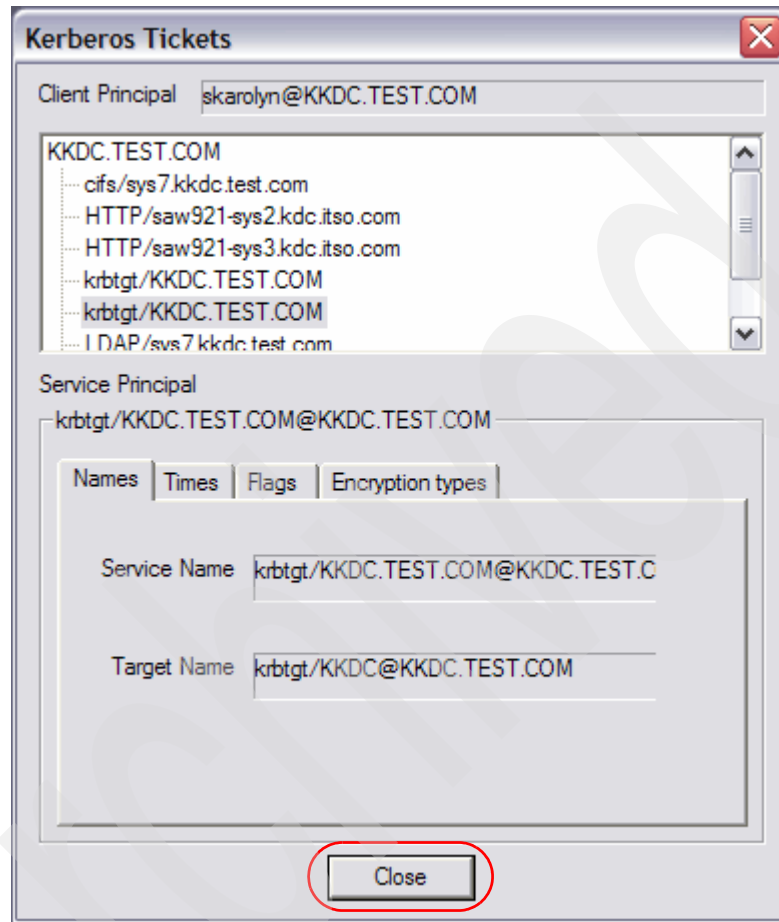 Kerberos Tickets
Client Principal skarolyn@KKDC.TEST.COM
KKDC.TEST.COM
cifs/sys7.kkdc.test.com
HTTP/saw921-sys2.kdc.itso.com
HTTP/saw921-sys3.kdc.itso.com
krbtgt/KKDC.TEST.COM
krbtgt/KKDC.TEST.COM
LDAP/sys7.kkdc.test.com
Service Principal
krbtgt/KKDC.TEST.COM@KKDC.TEST.COM
Names Times Flags Encryption types
Service Name krbtgt/KKDC.TEST.COM@KKDC.TEST.C
Target Name krbtgt/KKDC@KKDC.TEST.COM
Close